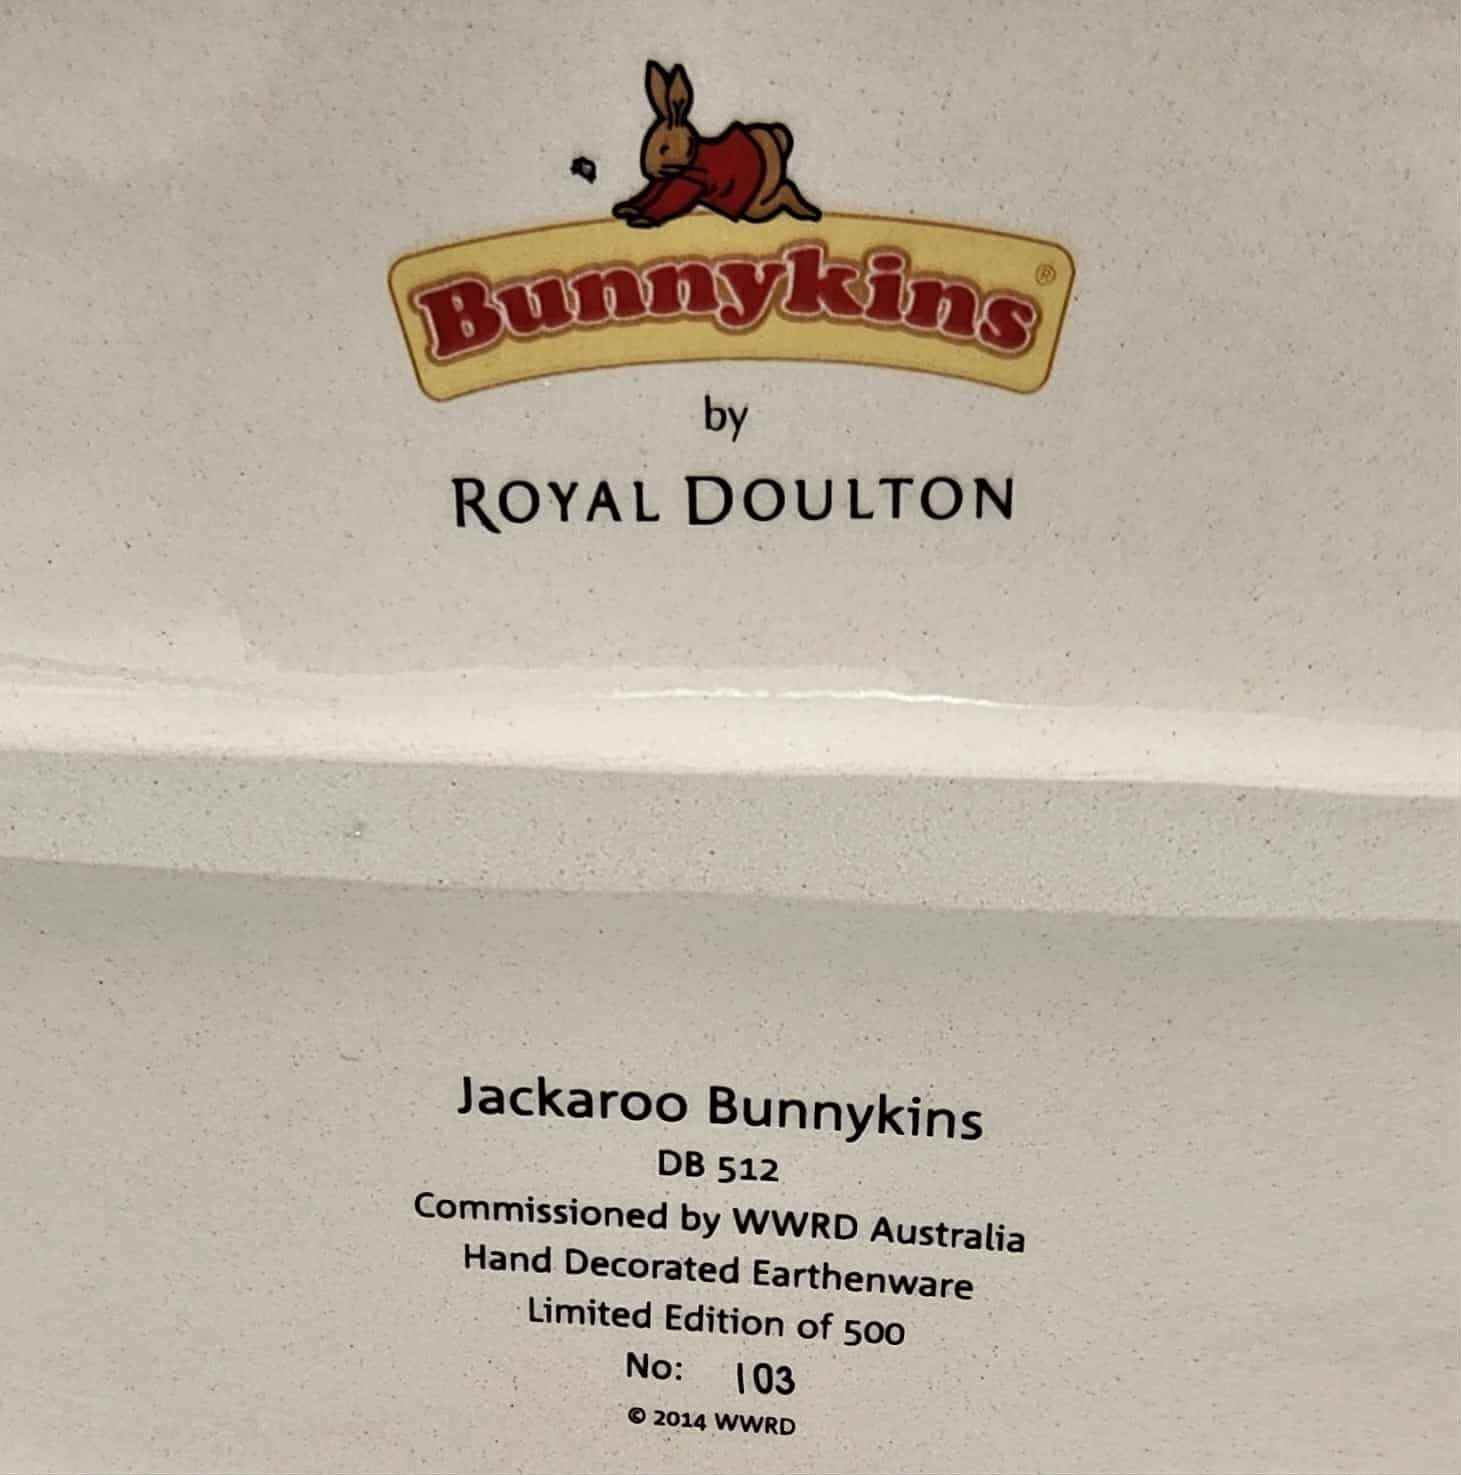 Bunnykins®
by
ROYAL DOULTON
Jackaroo Bunnykins
DB 512
Commissioned by WWRD Australia
Hand Decorated Earthenware
Limited Edition of 500
No: 103
© 2014 WWRD